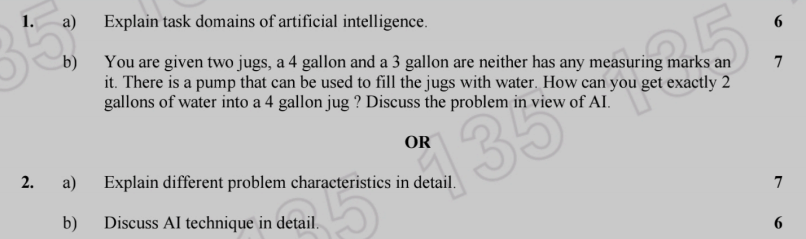 1. a) Explain task domains of artificial intelligence. 6
b) You are given two jugs, a 4 gallon and a 3 gallon are neither has any measuring marks an 7
it. There is a pump that can be used to fill the jugs with water. How can you get exactly 2
gallons of water into a 4 gallon jug ? Discuss the problem in view of AI.
OR
2. a) Explain different problem characteristics in detail. 7
b) Discuss AI technique in detail. 6
135
135
135